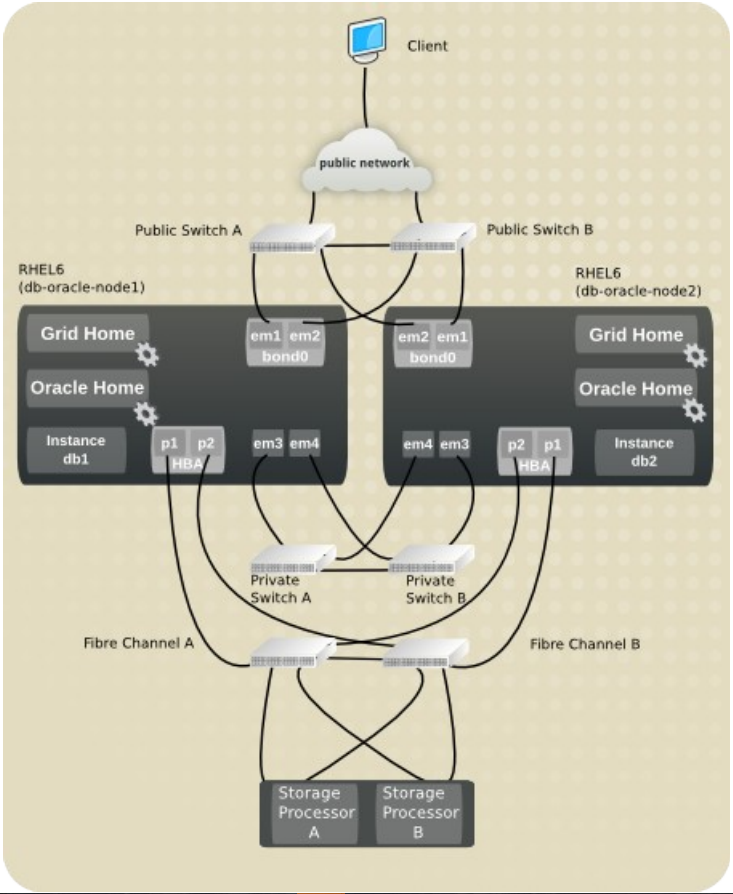 Client
public network
Public Switch A
Public Switch B
RHEL6
(db-oracle-node1)
RHEL6
(db-oracle-node2)
Grid Home
em1 em2
bond0
Oracle Home
Instance
db1
p1 p2
HBA
em3 em4
em2 em1
bond0
Grid Home
Oracle Home
em4 em3
p2 p1
HBA
Instance
db2
Private
Switch A
Private
Switch B
Fibre Channel A
Fibre Channel B
Storage
Processor
A
Storage
Processor
B